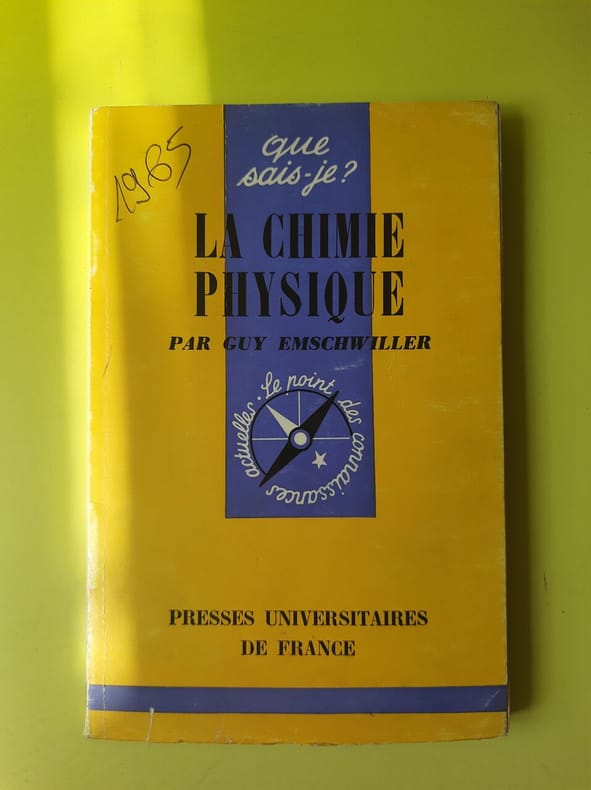 1965
que
sais-je?
LA CHIMIE
PHYSIQUE
PAR GUY EMSCHWILLER
Le point des connaissances actuelles.
PRESSES UNIVERSITAIRES
DE FRANCE